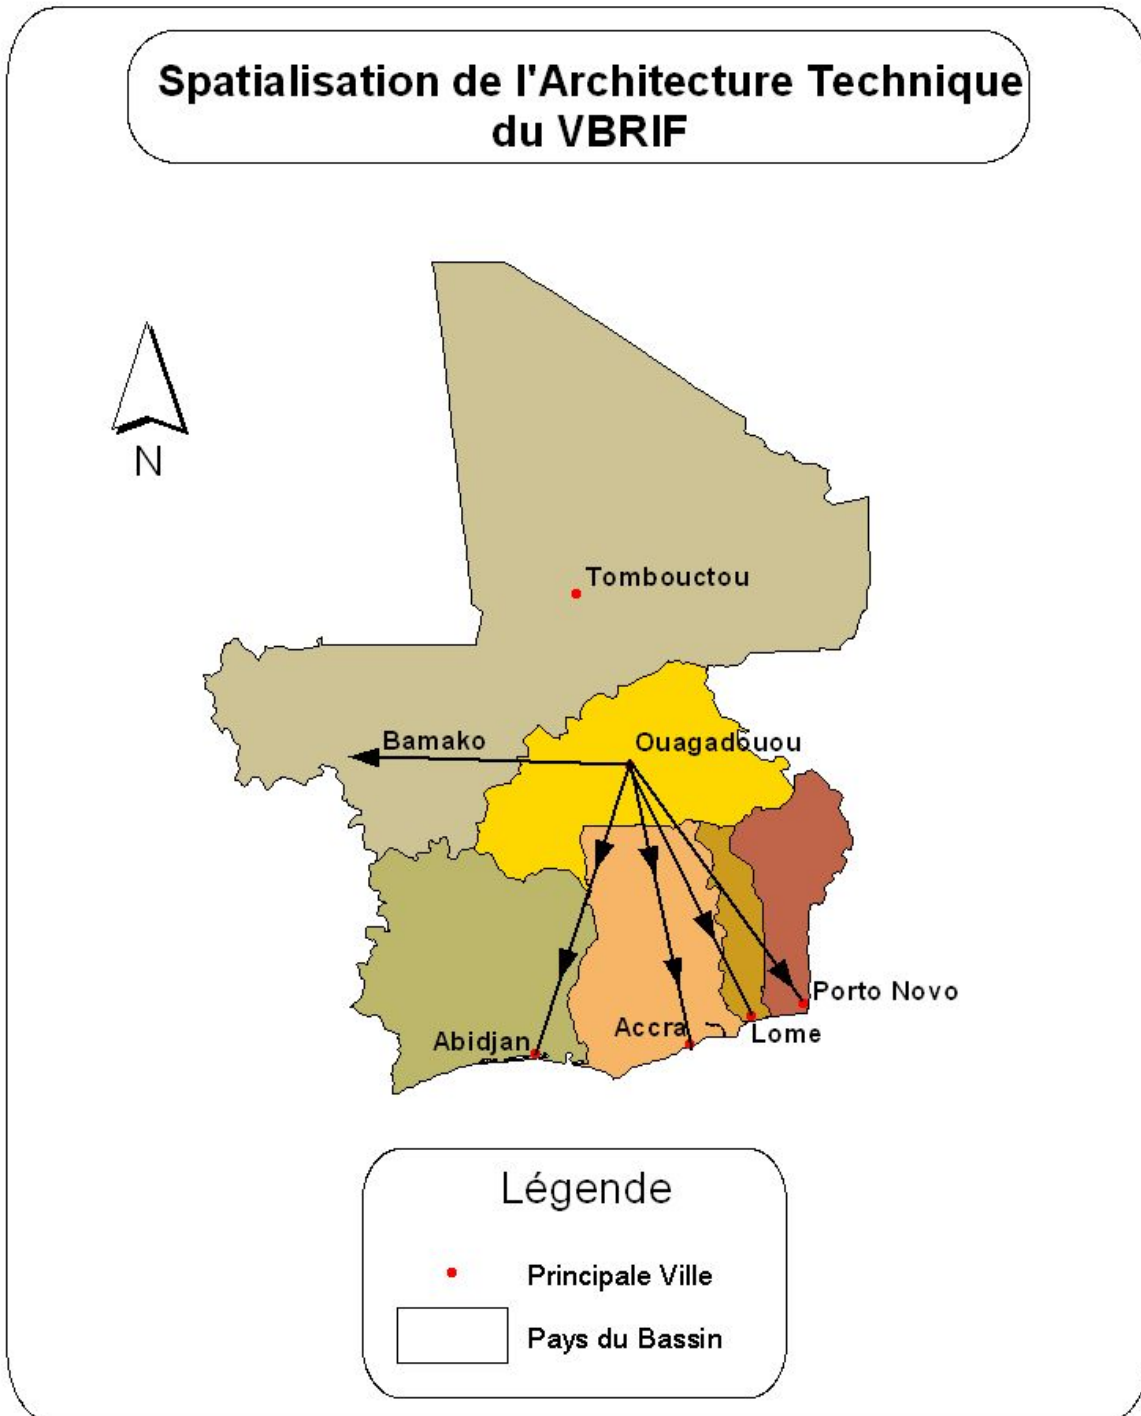 Spatialisation de l'Architecture Technique
du VBRIF
N
Tombouctou
Bamako
Ouagadouou
Porto Novo
Accra
Lome
Abidjan
Légende
Principale Ville
Pays du Bassin